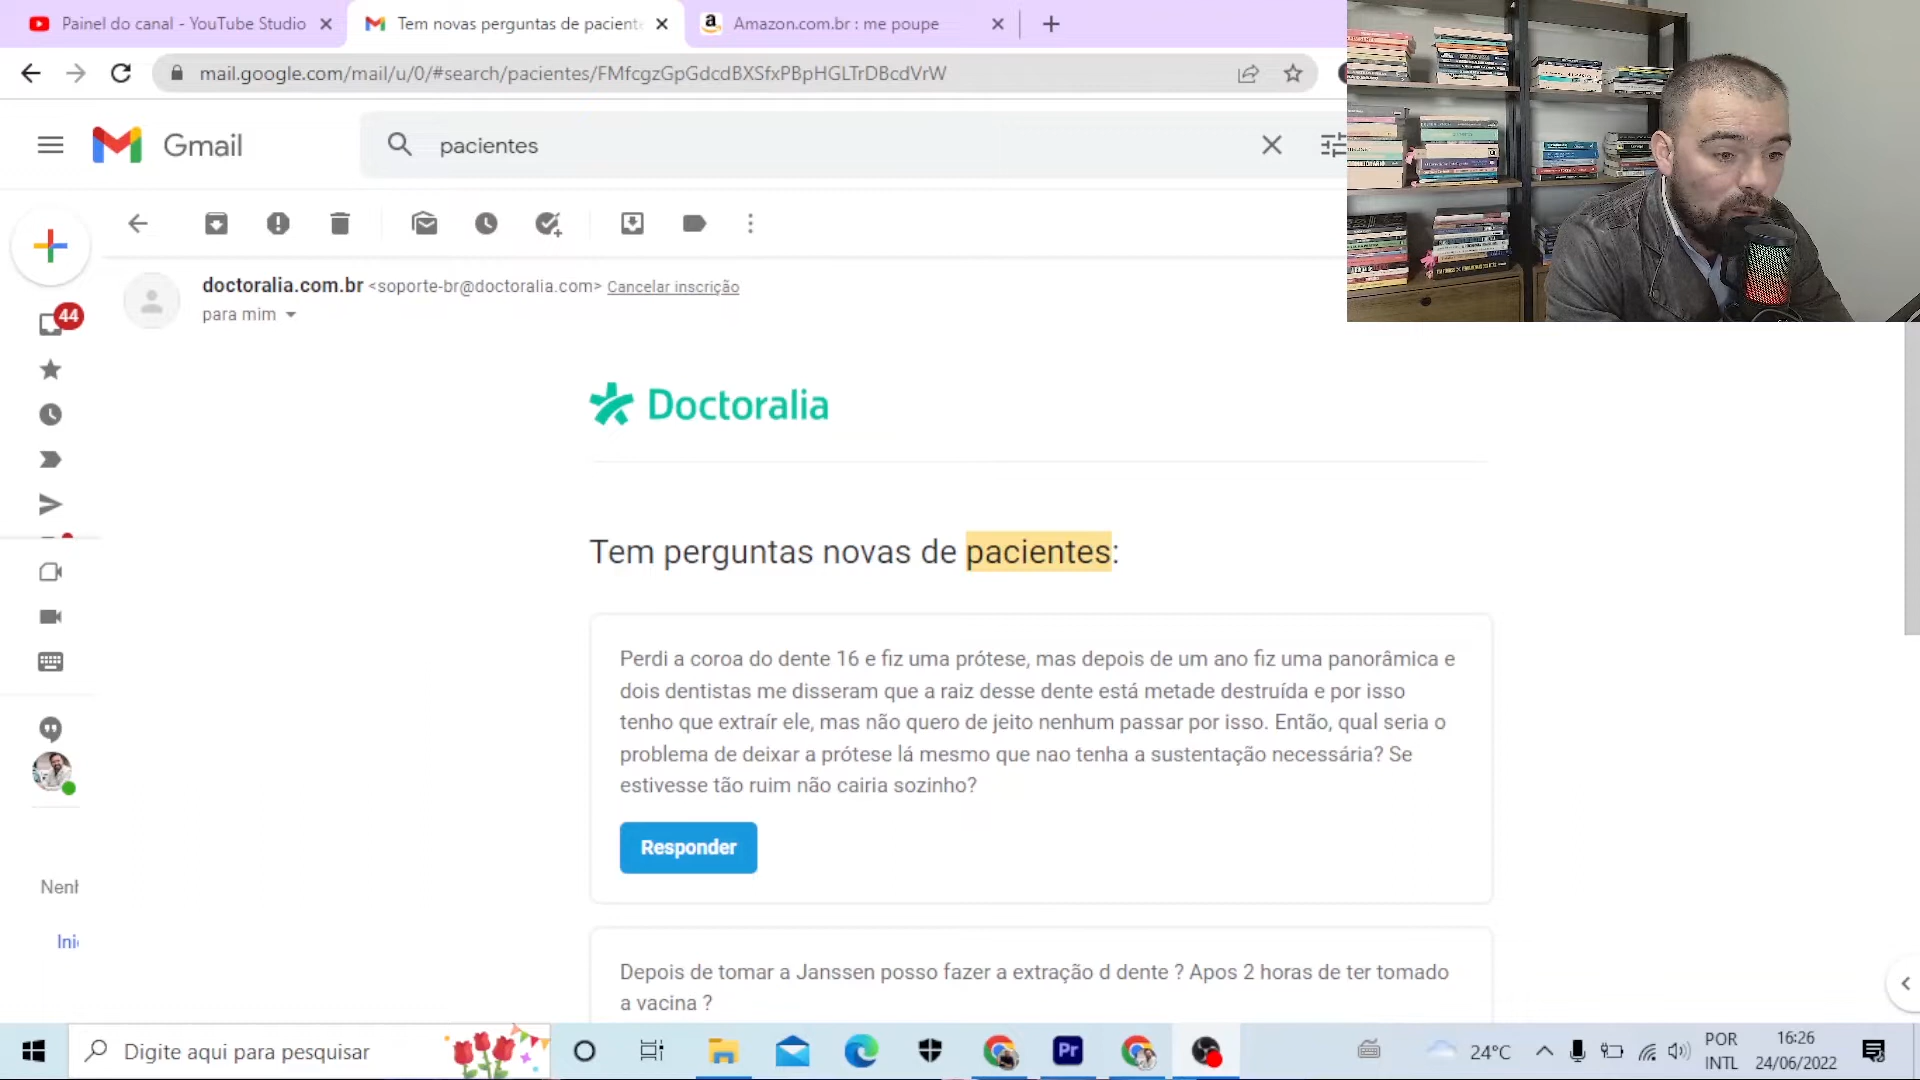 Painel do canal - YouTube Studio
Tem novas perguntas de paciente
Amazon.com.br : me poupe
mail.google.com/mail/u/0/#search/pacientes/FMfcgzGpGdcdBXSfxPBpHGLTrDBcdVrW
Gmail
pacientes
doctoralia.com.br <soporte-br@doctoralia.com> Cancelar inscrição
para mim
44
Doctoralia
Tem perguntas novas de pacientes:
Perdi a coroa do dente 16 e fiz uma prótese, mas depois de um ano fiz uma panorâmica e
dois dentistas me disseram que a raiz desse dente está metade destruída e por isso
tenho que extraír ele, mas não quero de jeito nenhum passar por isso. Então, qual seria o
problema de deixar a prótese lá mesmo que nao tenha a sustentação necessária? Se
estivesse tão ruim não cairia sozinho?
Responder
Nenh
Ini
Depois de tomar a Janssen posso fazer a extração d dente ? Apos 2 horas de ter tomado
a vacina ?
Digite aqui para pesquisar
Pr
24°C
POR
INTL
16:26
24/06/2022